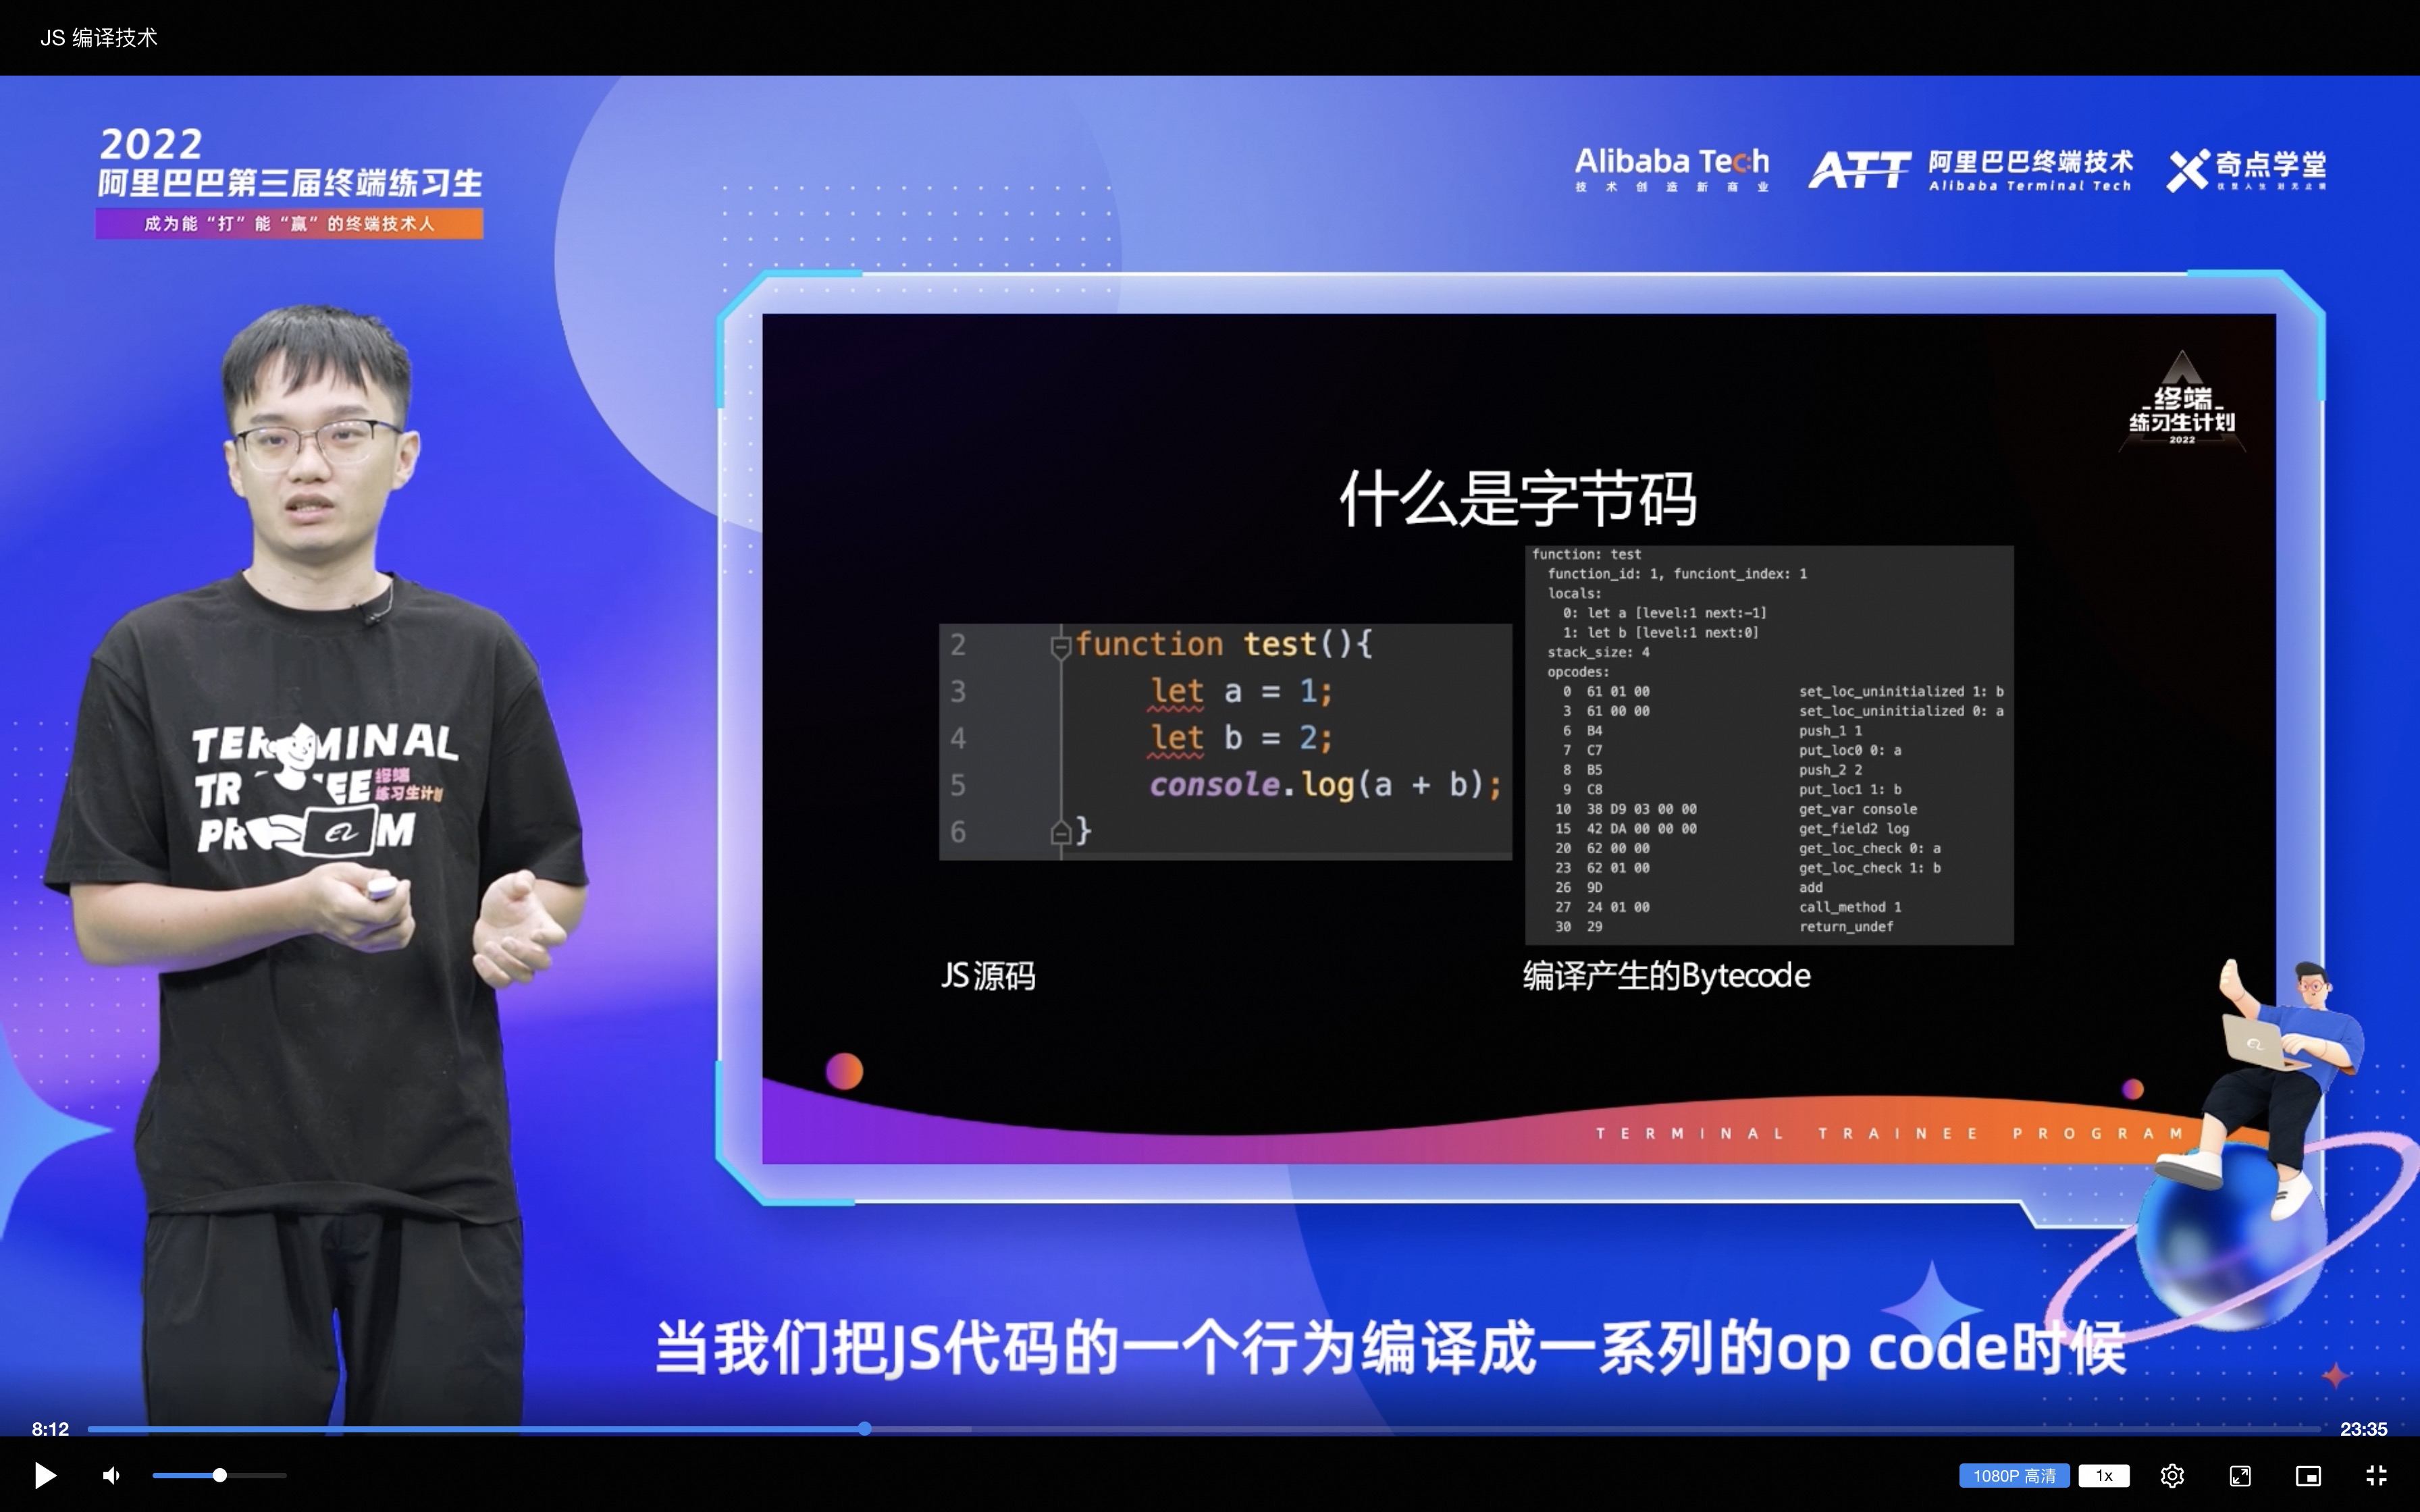 JS 编译技术
2022
阿里巴巴第三届终端练习生
成为能“打”能“赢”的终端技术人
Alibaba Tech
技术创造新商业
ATT
阿里巴巴终端技术
Alibaba Terminal Tech
奇点学堂
终端
练习生计划
2022
什么是字节码
2 function test(){
3 let a = 1;
4 let b = 2;
5 console.log(a + b);
6 }
JS源码
function: test
function_id: 1, funciont_index: 1
locals:
0: let a [level:1 next:-1]
1: let b [level:1 next:0]
stack_size: 4
opcodes:
0 61 01 00 set_loc_uninitialized 1: b
3 61 00 00 set_loc_uninitialized 0: a
6 B4 push_1 1
7 C7 put_loc0 0: a
8 B5 push_2 2
9 C8 put_loc1 1: b
10 38 D9 03 00 00 get_var console
15 42 DA 00 00 00 get_field2 log
20 62 00 00 get_loc_check 0: a
23 62 01 00 get_loc_check 1: b
26 9D add
27 24 01 00 call_method 1
30 29 return_undef
编译产生的Bytecode
TERMINAL TRAINEE PROGRAM
终端
练习生计划
当我们把JS代码的一个行为编译成一系列的op code时候
8:12
23:35
1080P 高清
1x